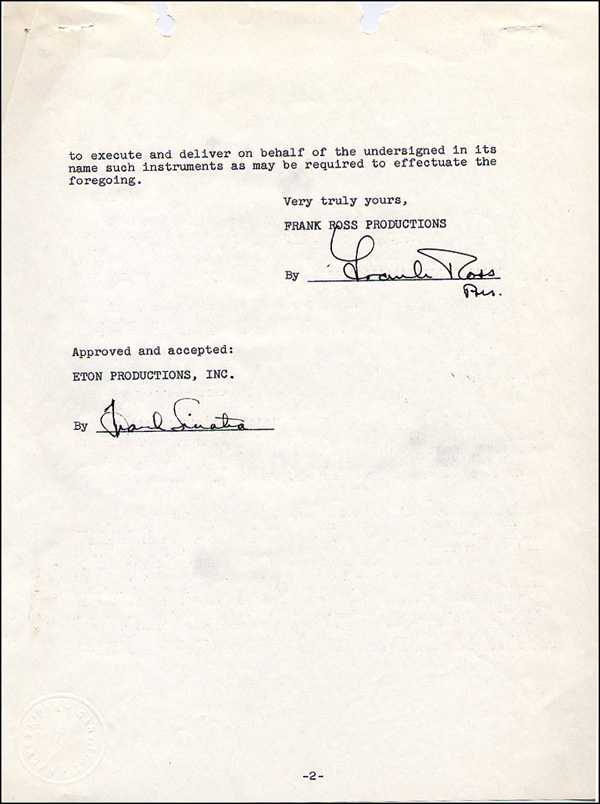 to execute and deliver on behalf of the undersigned in its
name such instruments as may be required to effectuate the
foregoing.
Very truly yours,
FRANK ROSS PRODUCTIONS
By Frank Ross
Pres.
Approved and accepted:
ETON PRODUCTIONS, INC.
By Frank Sinatra
-2-